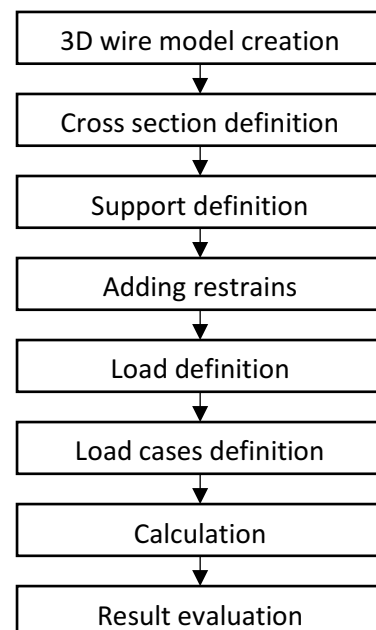 3D wire model creation
Cross section definition
Support definition
Adding restrains
Load definition
Load cases definition
Calculation
Result evaluation